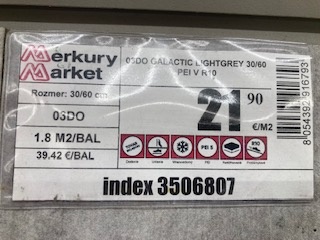 Merkury
Market
03DO GALACTIC LIGHTGREY 30/60
PEI V R10
Rozmer: 30/60 cm
03DO
1.8 M2/BAL
39.42 €/BAL
21 90
€/M2
PEI 5
R10
index 3506807